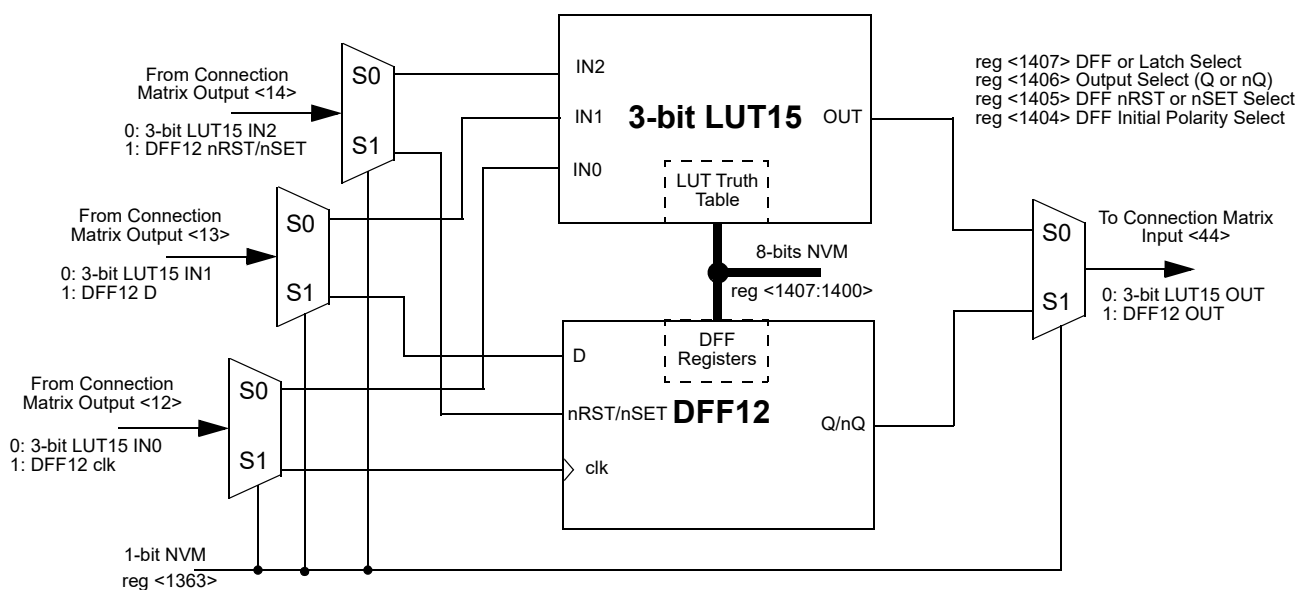 From Connection
Matrix Output <14>
0: 3-bit LUT15 IN2
1: DFF12 nRST/nSET
S0
S1
From Connection
Matrix Output <13>
0: 3-bit LUT15 IN1
1: DFF12 D
S0
S1
From Connection
Matrix Output <12>
0: 3-bit LUT15 IN0
1: DFF12 clk
S0
S1
1-bit NVM
reg <1363>
IN2
IN1
IN0
3-bit LUT15
OUT
LUT Truth
Table
8-bits NVM
reg <1407:1400>
DFF
Registers
D
nRST/nSET
DFF12
Q/nQ
clk
reg <1407> DFF or Latch Select
reg <1406> Output Select (Q or nQ)
reg <1405> DFF nRST or nSET Select
reg <1404> DFF Initial Polarity Select
S0
S1
To Connection Matrix
Input <44>
0: 3-bit LUT15 OUT
1: DFF12 OUT